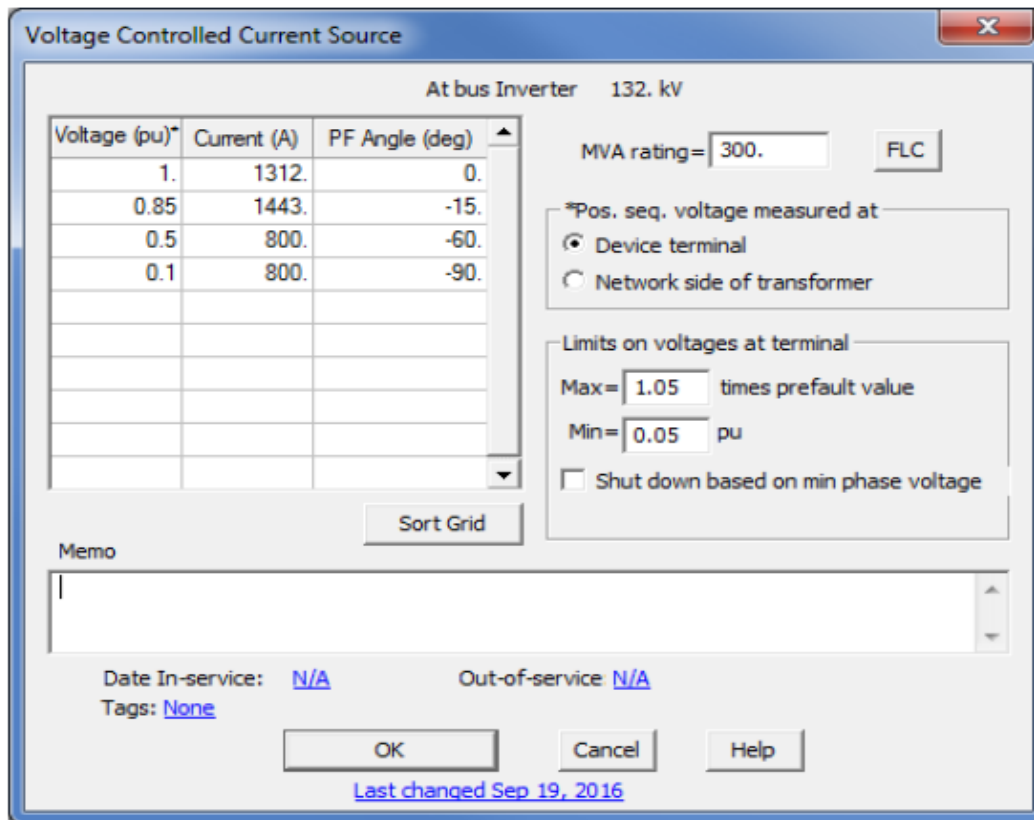 Voltage Controlled Current Source
At bus Inverter 132. kV
Voltage (pu)* Current (A) PF Angle (deg)
1. 1312. 0.
0.85 1443. -15.
0.5 800. -60.
0.1 800. -90.
MVA rating= 300. FLC
*Pos. seq. voltage measured at
Device terminal
Network side of transformer
Limits on voltages at terminal
Max= 1.05 times prefault value
Min= 0.05 pu
Shut down based on min phase voltage
Sort Grid
Memo
Date In-service: N/A Out-of-service N/A
Tags: None
OK Cancel Help
Last changed Sep 19, 2016